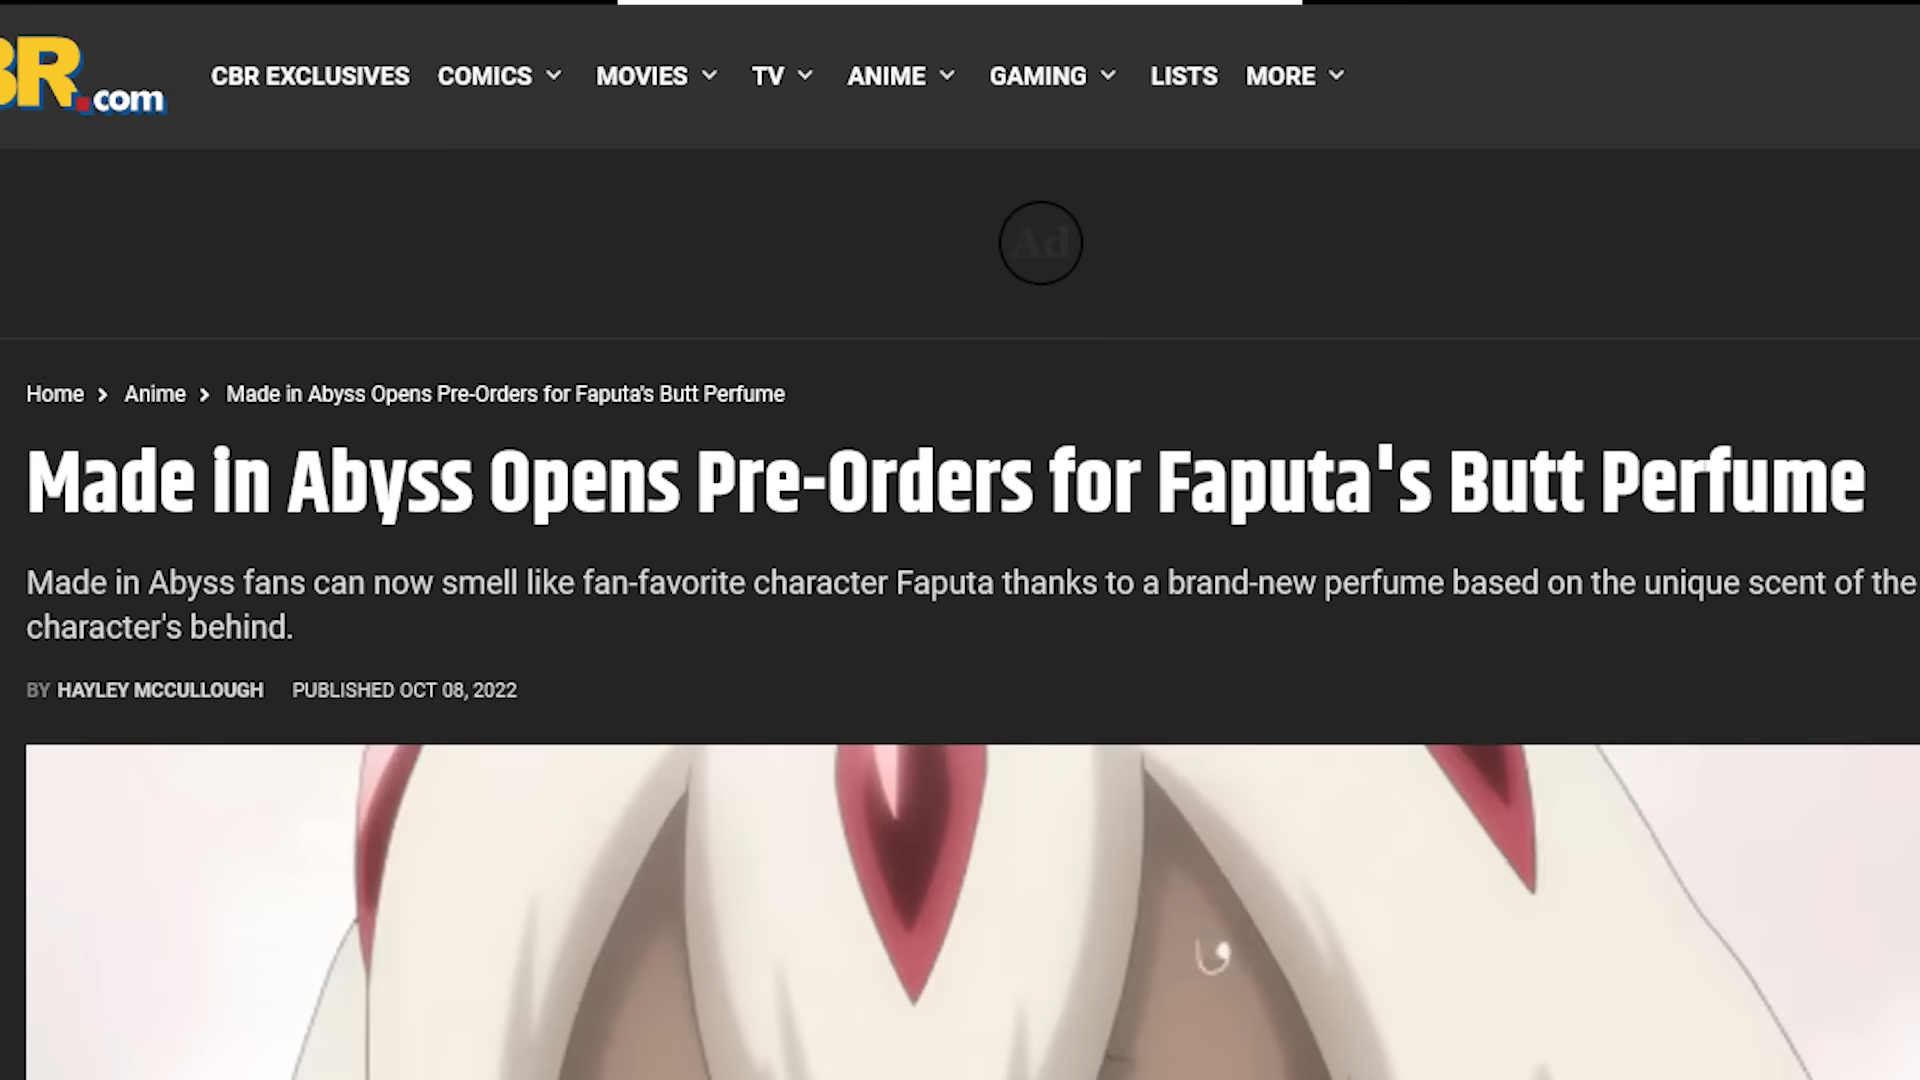 BR.com
CBR EXCLUSIVES COMICS MOVIES TV ANIME GAMING LISTS MORE
Ad
Home > Anime > Made in Abyss Opens Pre-Orders for Faputa's Butt Perfume
Made in Abyss Opens Pre-Orders for Faputa's Butt Perfume
Made in Abyss fans can now smell like fan-favorite character Faputa thanks to a brand-new perfume based on the unique scent of the
character's behind.
BY HAYLEY MCCULLOUGH PUBLISHED OCT 08, 2022